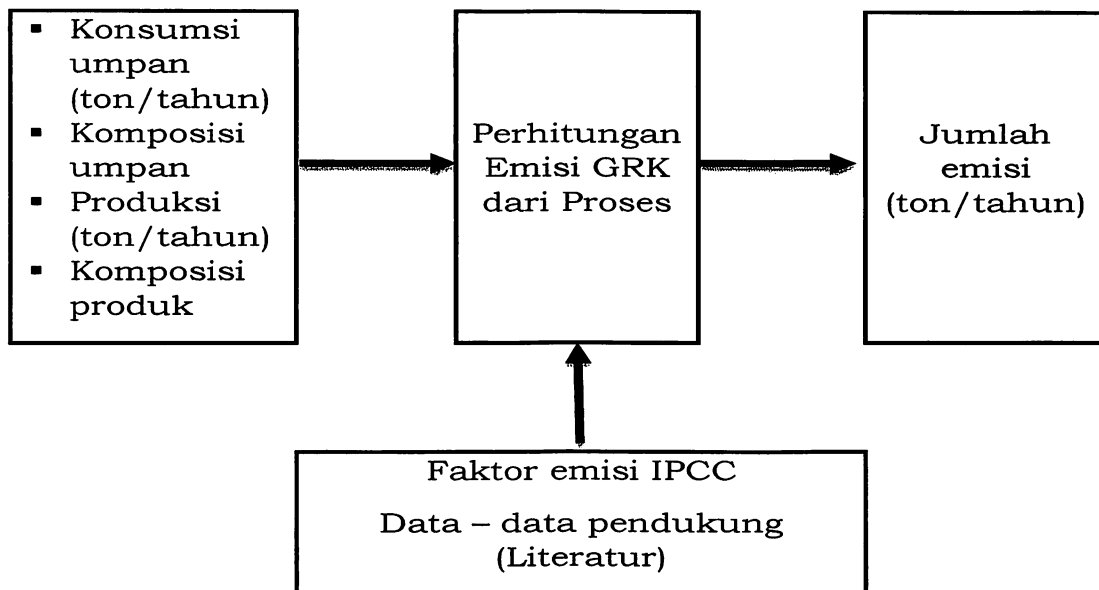 ▪ Konsumsi
umpan
(ton/tahun)
▪ Komposisi
umpan
▪ Produksi
(ton/tahun)
▪ Komposisi
produk
Perhitungan
Emisi GRK
dari Proses
Jumlah
emisi
(ton/tahun)
Faktor emisi IPCC
Data – data pendukung
(Literatur)